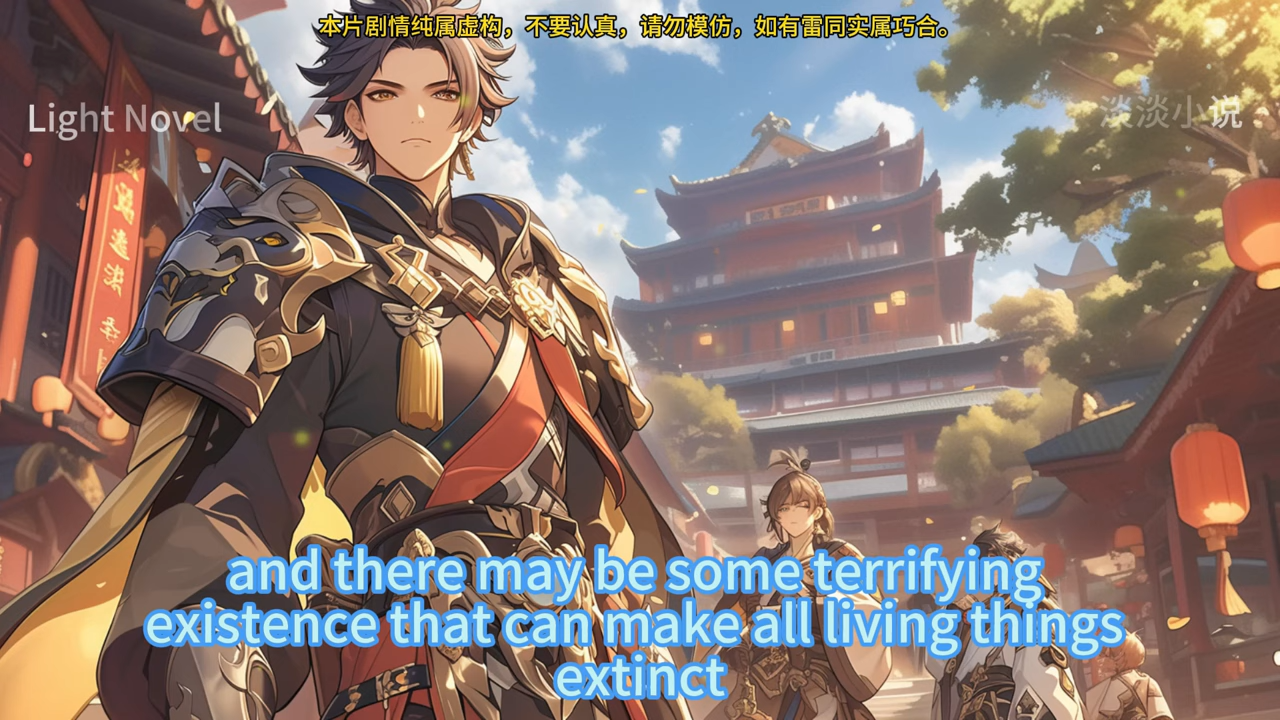 本片剧情纯属虚构，不要认真，请勿模仿，如有雷同实属巧合。
Light Novel
淡淡小说
and there may be some terrifying
existence that can make all living things
extinct